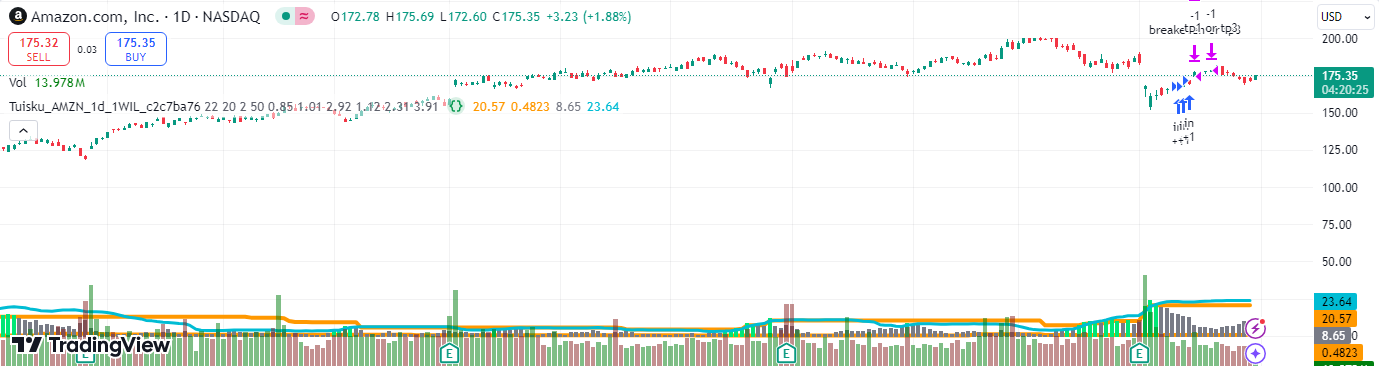 Amazon.com, Inc. · 1D · NASDAQ O172.78 H175.69 L172.60 C175.35 +3.23 (+1.88%)
175.32
SELL
0.03
175.35
BUY
Vol 13.978M
Tuisku_AMZN_1d_1WIL_c2c7ba76 22 20 2 50 0.85 1.01 2.92 1.12 2.31 3.91 20.57 0.4823 8.65 23.64
-1
-1
in
+1
USD
200.00
175.35
04:20:25
150.00
125.00
100.00
75.00
50.00
23.64
20.57
8.65
0.4823
E
E
E
E
TradingView